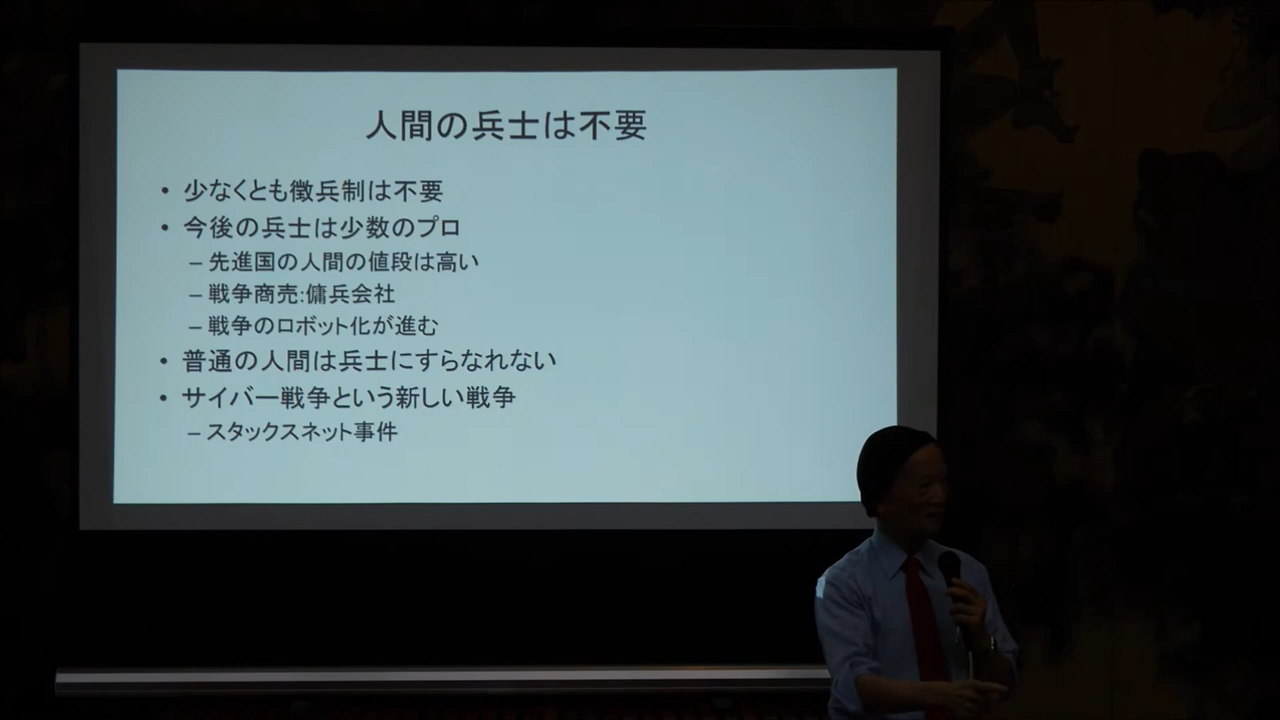 人間の兵士は不要
• 少なくとも徴兵制は不要
• 今後の兵士は少数のプロ
– 先進国の人間の値段は高い
– 戦争商売:傭兵会社
– 戦争のロボット化が進む
• 普通の人間は兵士にすらなれない
• サイバー戦争という新しい戦争
– スタックスネット事件